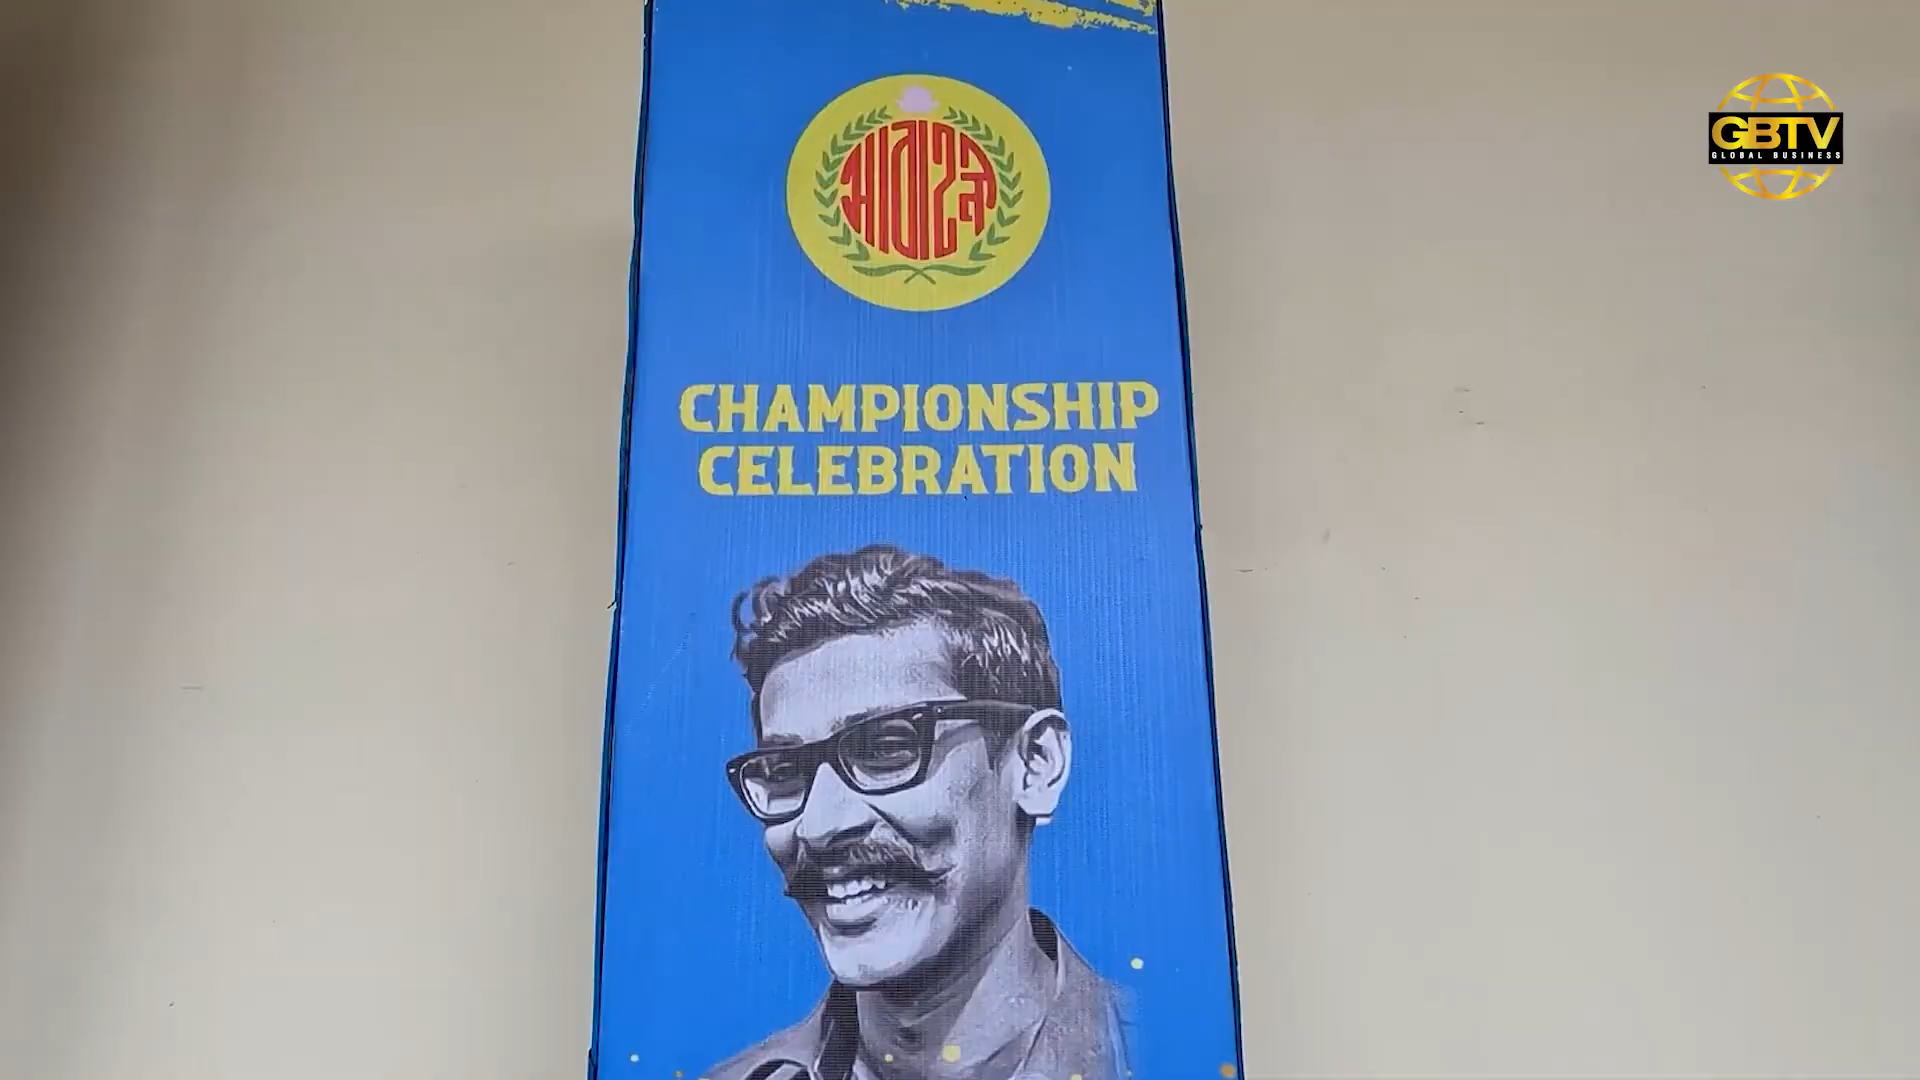 আবাহনী
CHAMPIONSHIP
CELEBRATION
GBTV
GLOBAL BUSINESS